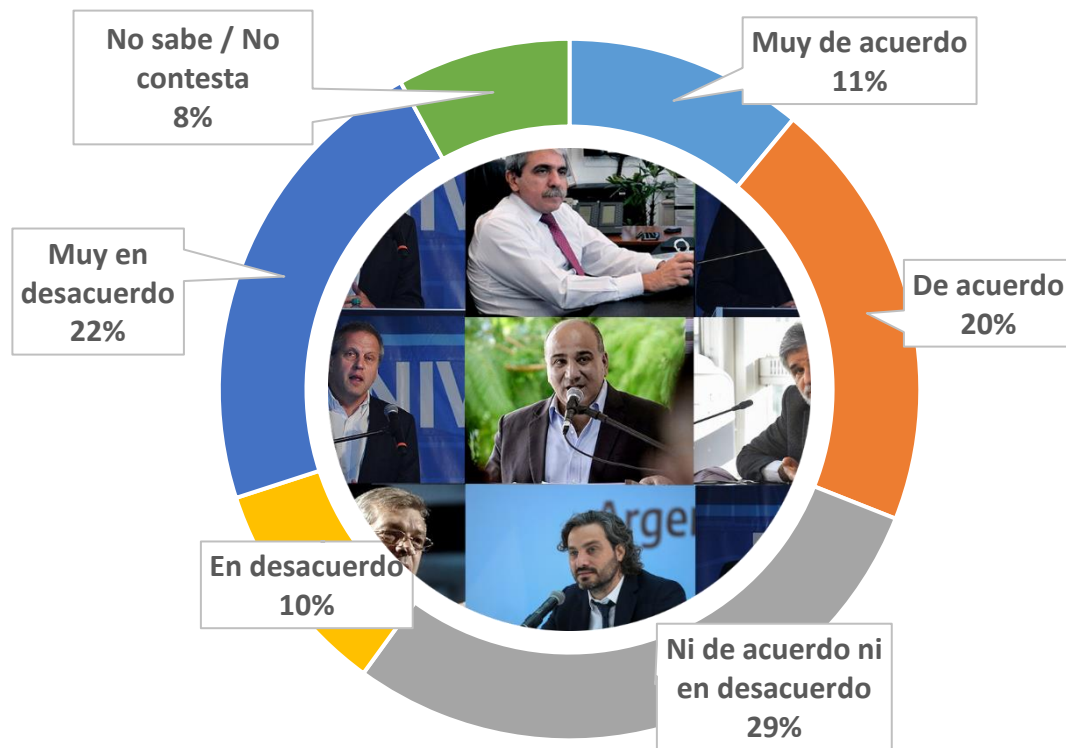 No sabe / No
contesta
8%
Muy de acuerdo
11%
Muy en
desacuerdo
22%
De acuerdo
20%
En desacuerdo
10%
Ni de acuerdo ni
en desacuerdo
29%
Argen